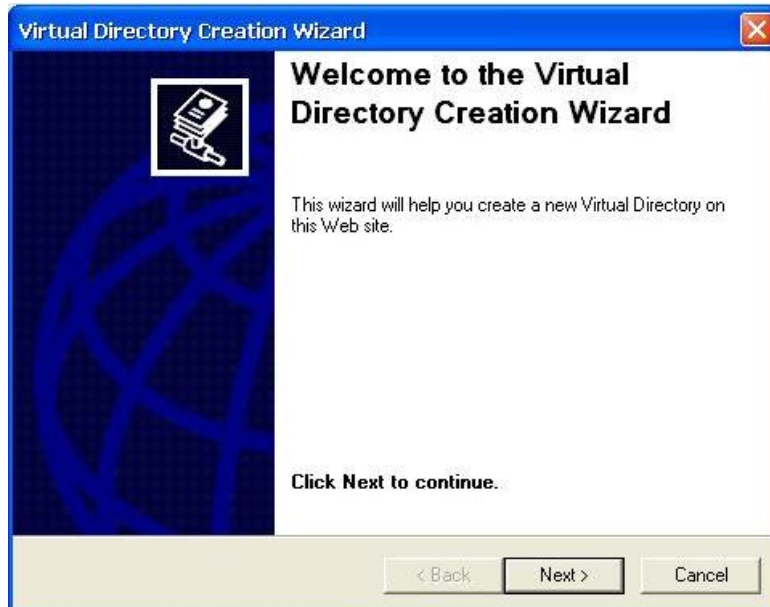 Virtual Directory Creation Wizard
Welcome to the Virtual
Directory Creation Wizard
This wizard will help you create a new Virtual Directory on
this Web site.
Click Next to continue.
< Back
Next >
Cancel